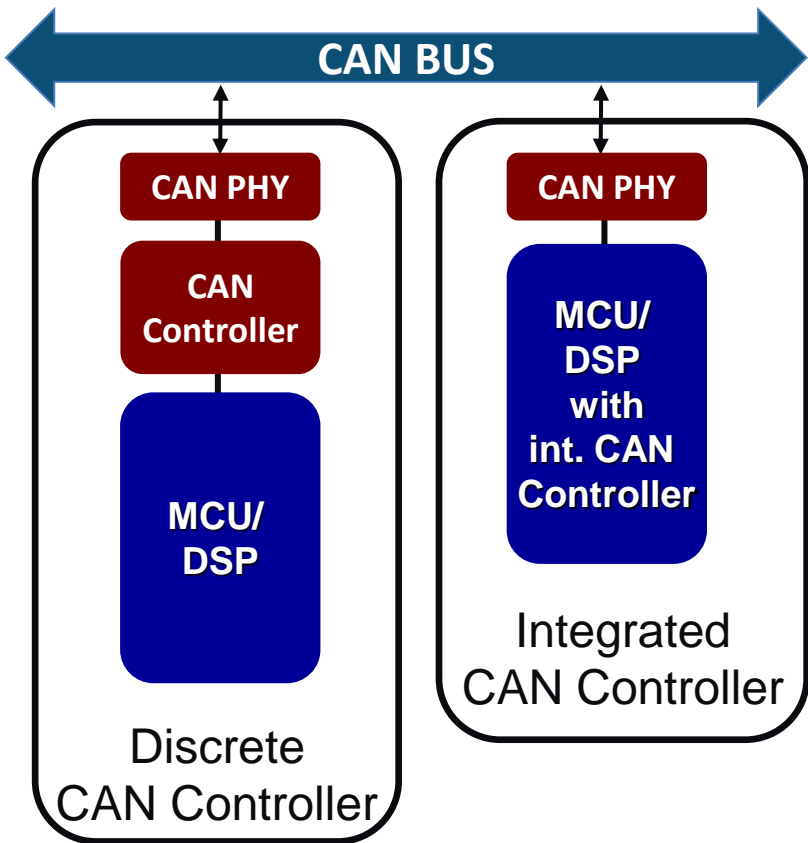 CAN BUS
CAN PHY
CAN
Controller
MCU/
DSP
Discrete
CAN Controller
CAN PHY
MCU/
DSP
with
int. CAN
Controller
Integrated
CAN Controller